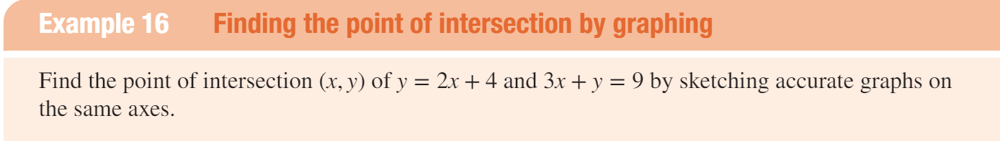 Example 16 Finding the point of intersection by graphing
Find the point of intersection (x, y) of y = 2x + 4 and 3x + y = 9 by sketching accurate graphs on
the same axes.